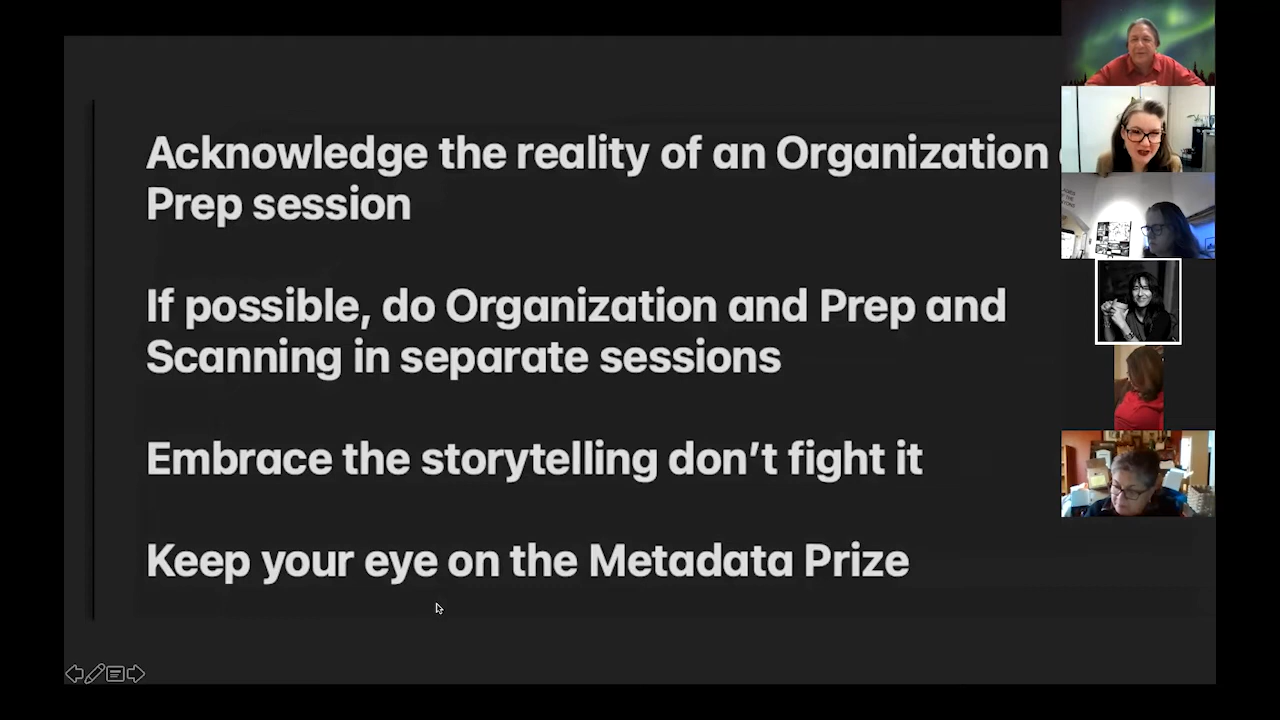 Acknowledge the reality of an Organization
Prep session
If possible, do Organization and Prep and
Scanning in separate sessions
Embrace the storytelling don’t fight it
Keep your eye on the Metadata Prize